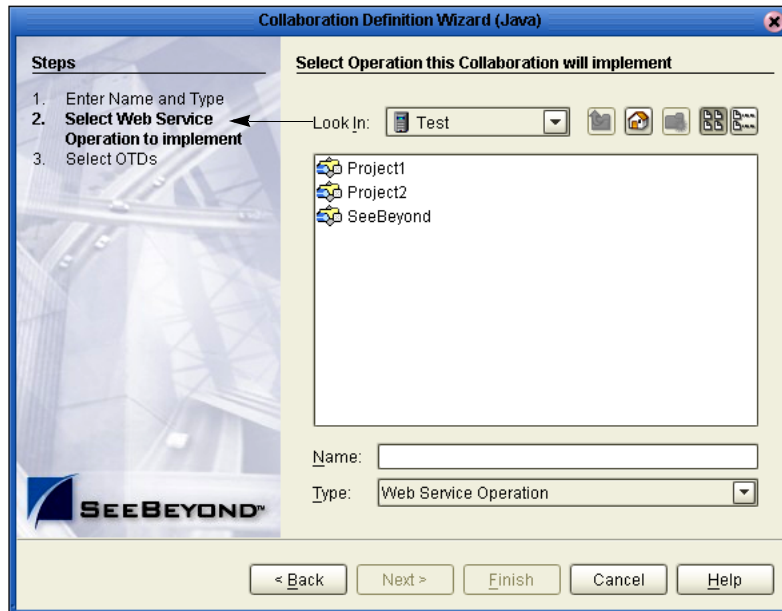 Collaboration Definition Wizard (Java)
Steps
1. Enter Name and Type
2. Select Web Service
Operation to implement
3. Select OTDs
Select Operation this Collaboration will implement
Look In: Test
Project1
Project2
SeeBeyond
Name:
Type: Web Service Operation
SEEBEYOND™
< Back Next > Finish Cancel Help